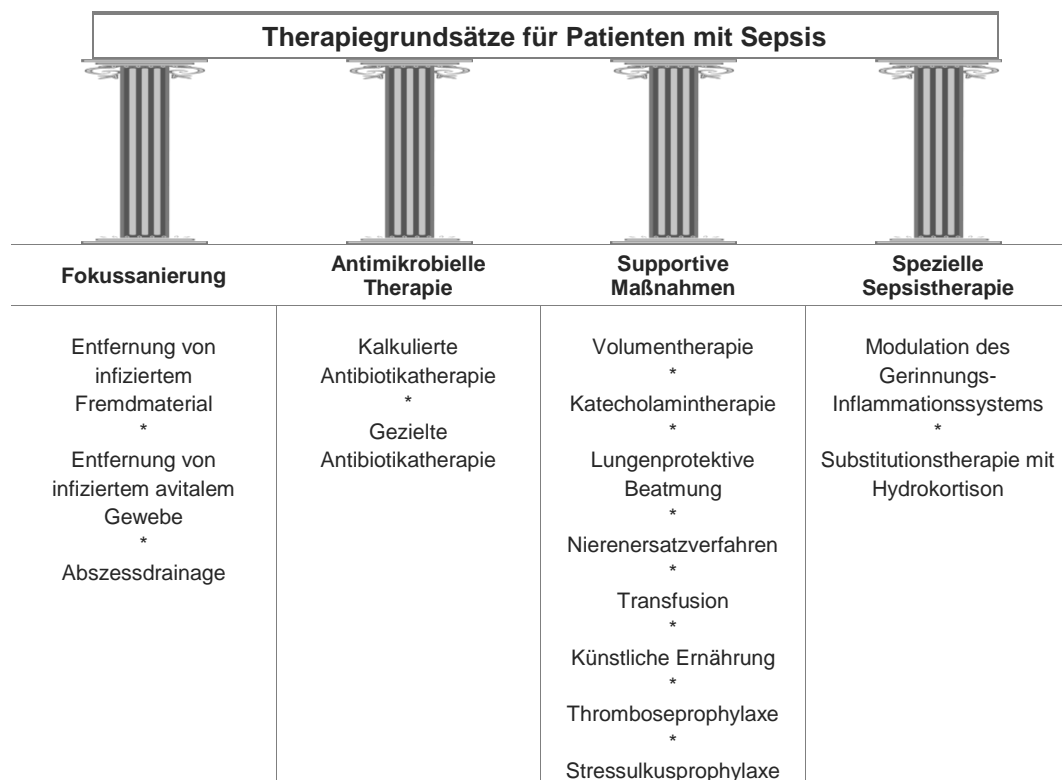 Therapiegrundsätze für Patienten mit Sepsis
Fokussanierung
Entfernung von
infiziertem
Fremdmaterial
*
Entfernung von
infiziertem avitalem
Gewebe
*
Abszessdrainage
Antimikrobielle
Therapie
Kalkulierte
Antibiotikatherapie
*
Gezielte
Antibiotikatherapie
Supportive
Maßnahmen
Volumentherapie
*
Katecholamintherapie
*
Lungenprotektive
Beatmung
*
Nierenersatzverfahren
*
Transfusion
*
Künstliche Ernährung
*
Thromboseprophylaxe
*
Stressulkusprophylaxe
Spezielle
Sepsistherapie
Modulation des
Gerinnungs-
Inflammationssystems
*
Substitutionstherapie mit
Hydrokortison